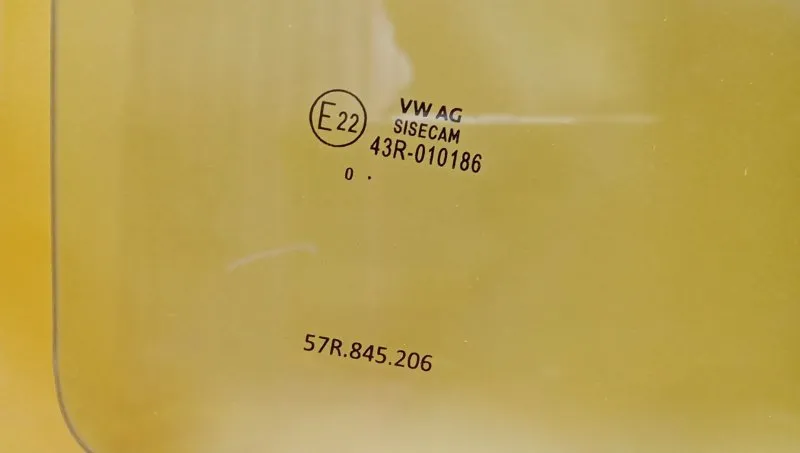 E22
VW AG
SISECAM
43R-010186
0 .
57R.845.206